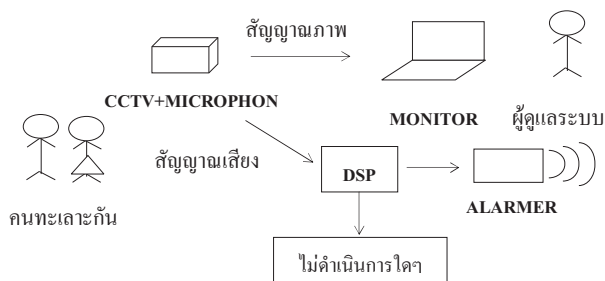 สัญญาณภาพ
CCTV+MICROPHON
MONITOR
ผู้ดูแลระบบ
สัญญาณเสียง
DSP
ALARMER
คนทะเลาะกัน
ไม่ดำเนินการใดๆ